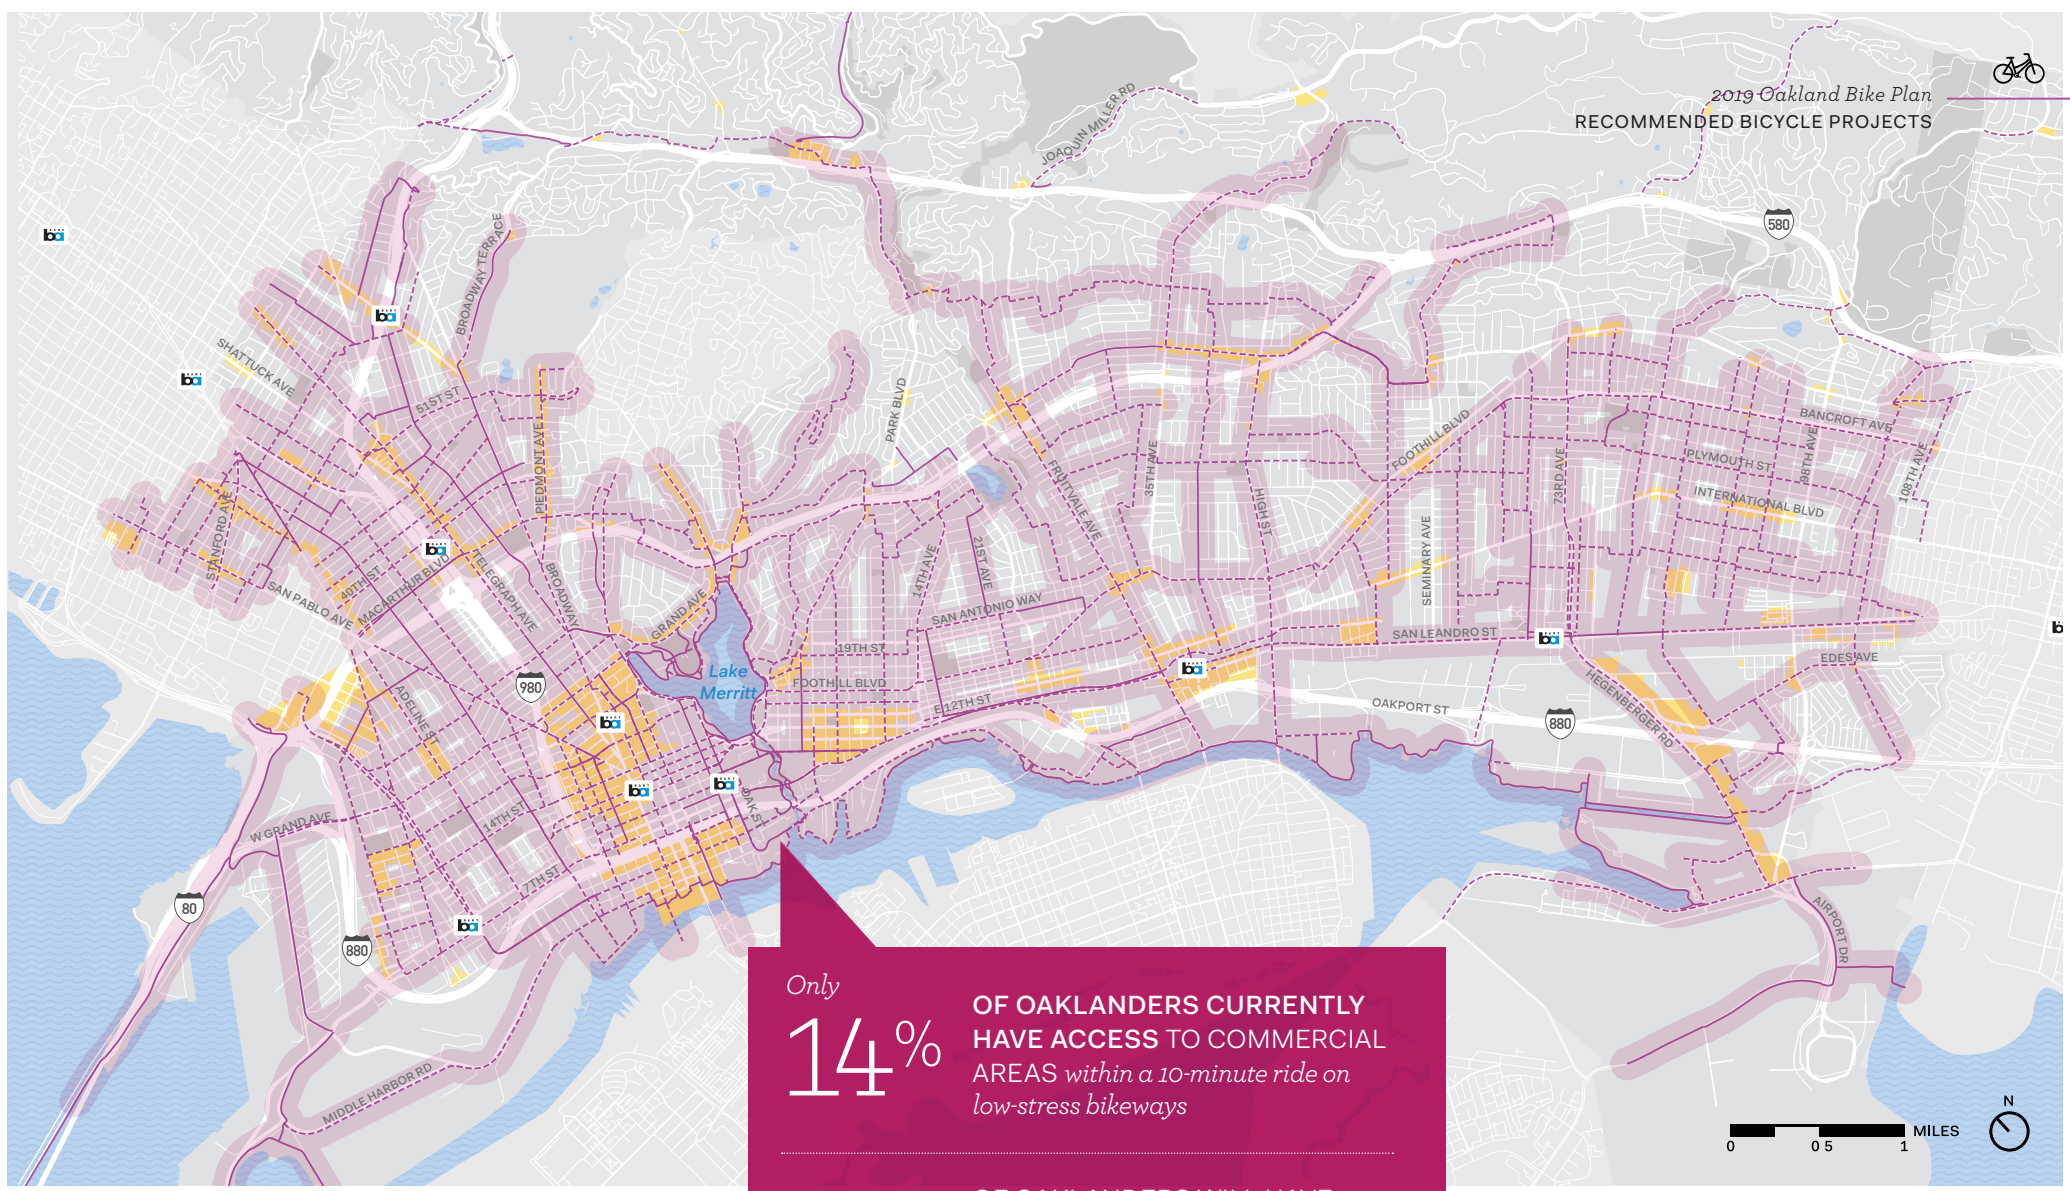 2019 Oakland Bike Plan
RECOMMENDED BICYCLE PROJECTS
JOAQUIN MILLER RD
580
BROADWAY TERRACE
SHATTUCK AVE
51ST ST
PIEDMONT AVE
PARK BLVD
FRUITVALE AVE
35TH AVE
HIGH ST
FOOTHILL BLVD
SEMINARY AVE
73RD AVE
BANCROFT AVE
PLYMOUTH ST
98TH AVE
INTERNATIONAL BLVD
108TH AVE
STANFORD AVE
SAN PABLO AVE
40TH ST
MACARTHUR BLVD
TELEGRAPH AVE
BROADWAY
GRAND AVE
14TH AVE
21ST AVE
SAN ANTONIO WAY
19TH ST
FOOTHILL BLVD
E 12TH ST
SAN LEANDRO ST
EDES AVE
HEGENBERGER RD
OAKPORT ST
880
980
Lake
Merritt
ADELINE ST
OAK ST
14TH ST
7TH ST
W GRAND AVE
80
880
MIDDLE HARBOR RD
AIRPORT DR
Only
14%
OF OAKLANDERS CURRENTLY
HAVE ACCESS TO COMMERCIAL
AREAS within a 10-minute ride on
low-stress bikeways
N
0 0 5 1 MILES